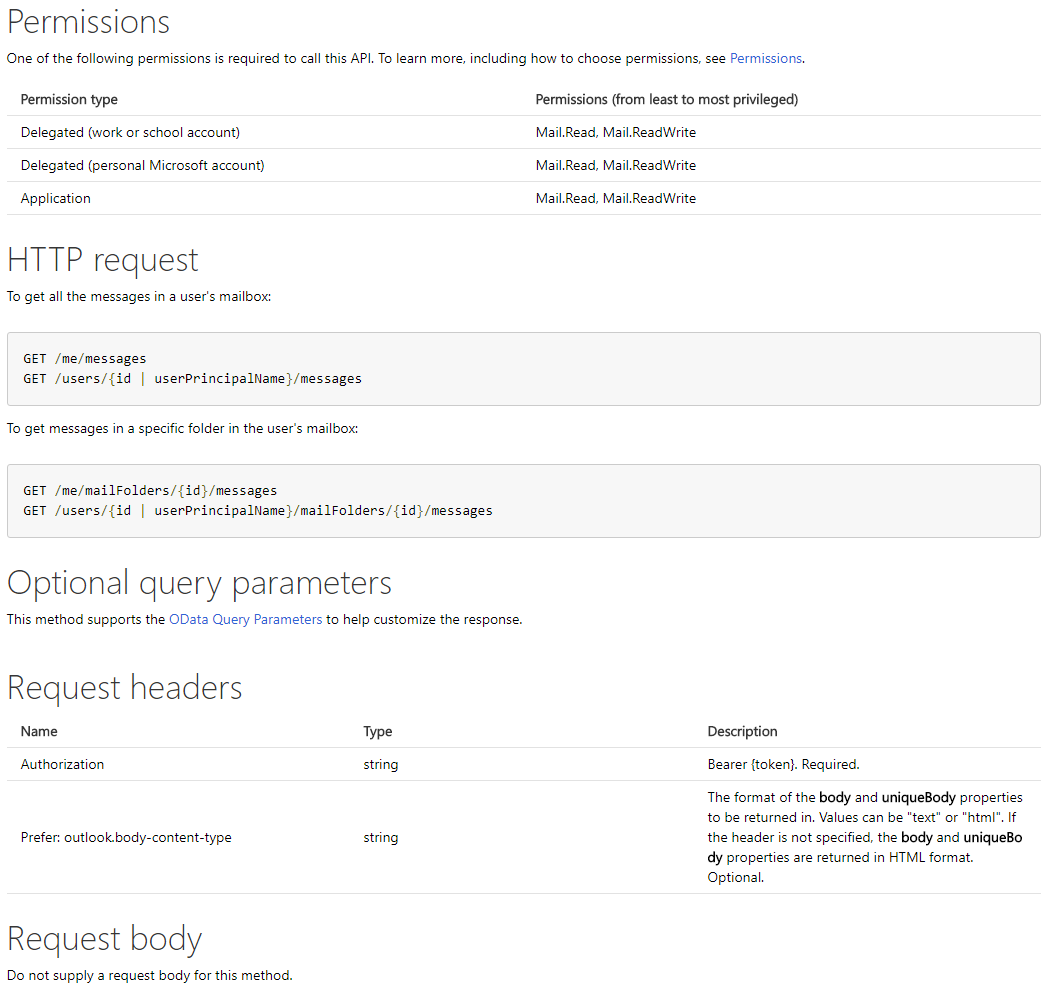 Permissions
One of the following permissions is required to call this API. To learn more, including how to choose permissions, see Permissions.
Permission type Permissions (from least to most privileged)
Delegated (work or school account) Mail.Read, Mail.ReadWrite
Delegated (personal Microsoft account) Mail.Read, Mail.ReadWrite
Application Mail.Read, Mail.ReadWrite
HTTP request
To get all the messages in a user's mailbox:
GET /me/messages
GET /users/{id | userPrincipalName}/messages
To get messages in a specific folder in the user's mailbox:
GET /me/mailFolders/{id}/messages
GET /users/{id | userPrincipalName}/mailFolders/{id}/messages
Optional query parameters
This method supports the OData Query Parameters to help customize the response.
Request headers
Name Type Description
Authorization string Bearer {token}. Required.
Prefer: outlook.body-content-type string The format of the body and uniqueBody properties
to be returned in. Values can be "text" or "html". If
the header is not specified, the body and uniqueBo
dy properties are returned in HTML format.
Optional.
Request body
Do not supply a request body for this method.